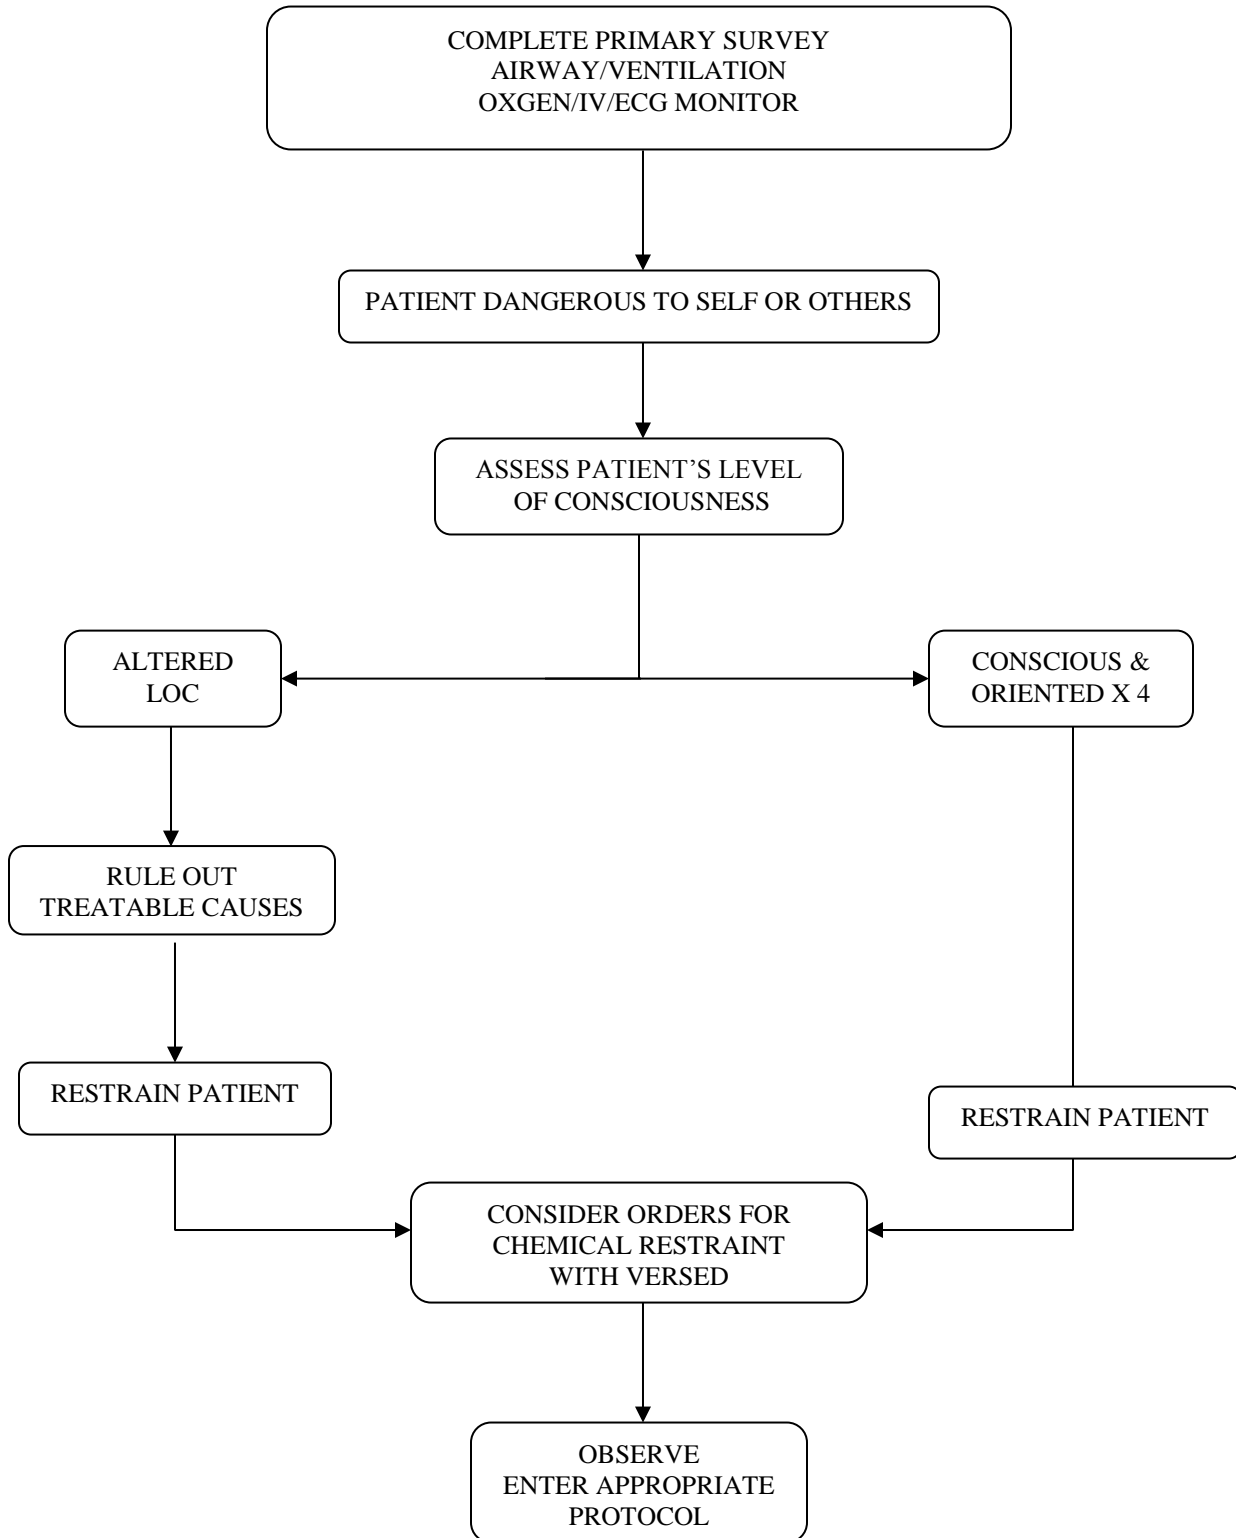 COMPLETE PRIMARY SURVEY
AIRWAY/VENTILATION
OXGEN/IV/ECG MONITOR
PATIENT DANGEROUS TO SELF OR OTHERS
ASSESS PATIENT’S LEVEL
OF CONSCIOUSNESS
ALTERED
LOC
CONSCIOUS &
ORIENTED X 4
RULE OUT
TREATABLE CAUSES
RESTRAIN PATIENT
RESTRAIN PATIENT
CONSIDER ORDERS FOR
CHEMICAL RESTRAINT
WITH VERSED
OBSERVE
ENTER APPROPRIATE
PROTOCOL